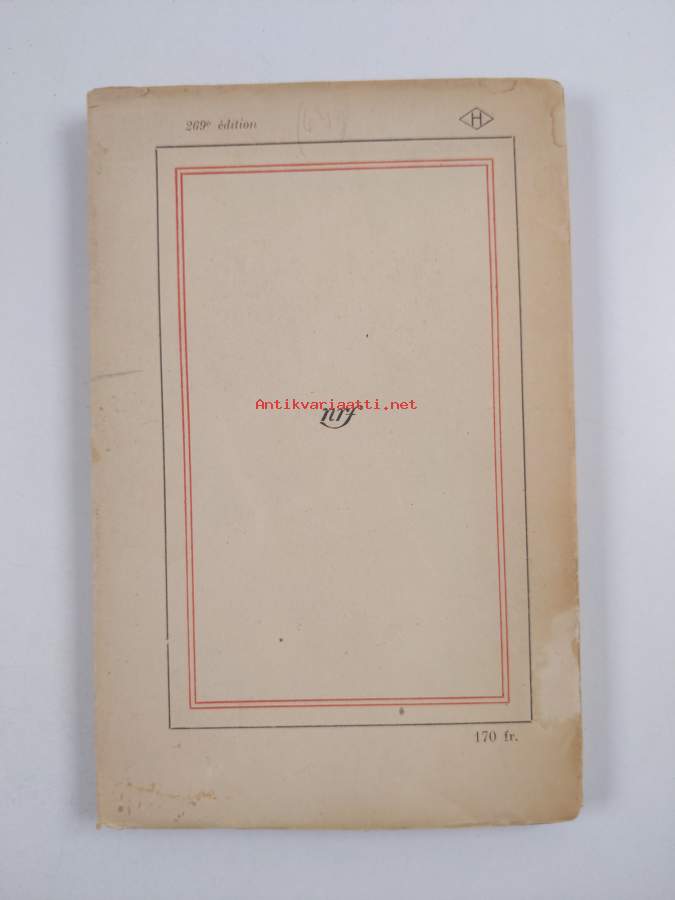 269e édition
H
Antikvariaatti.net
nrf
170 fr.